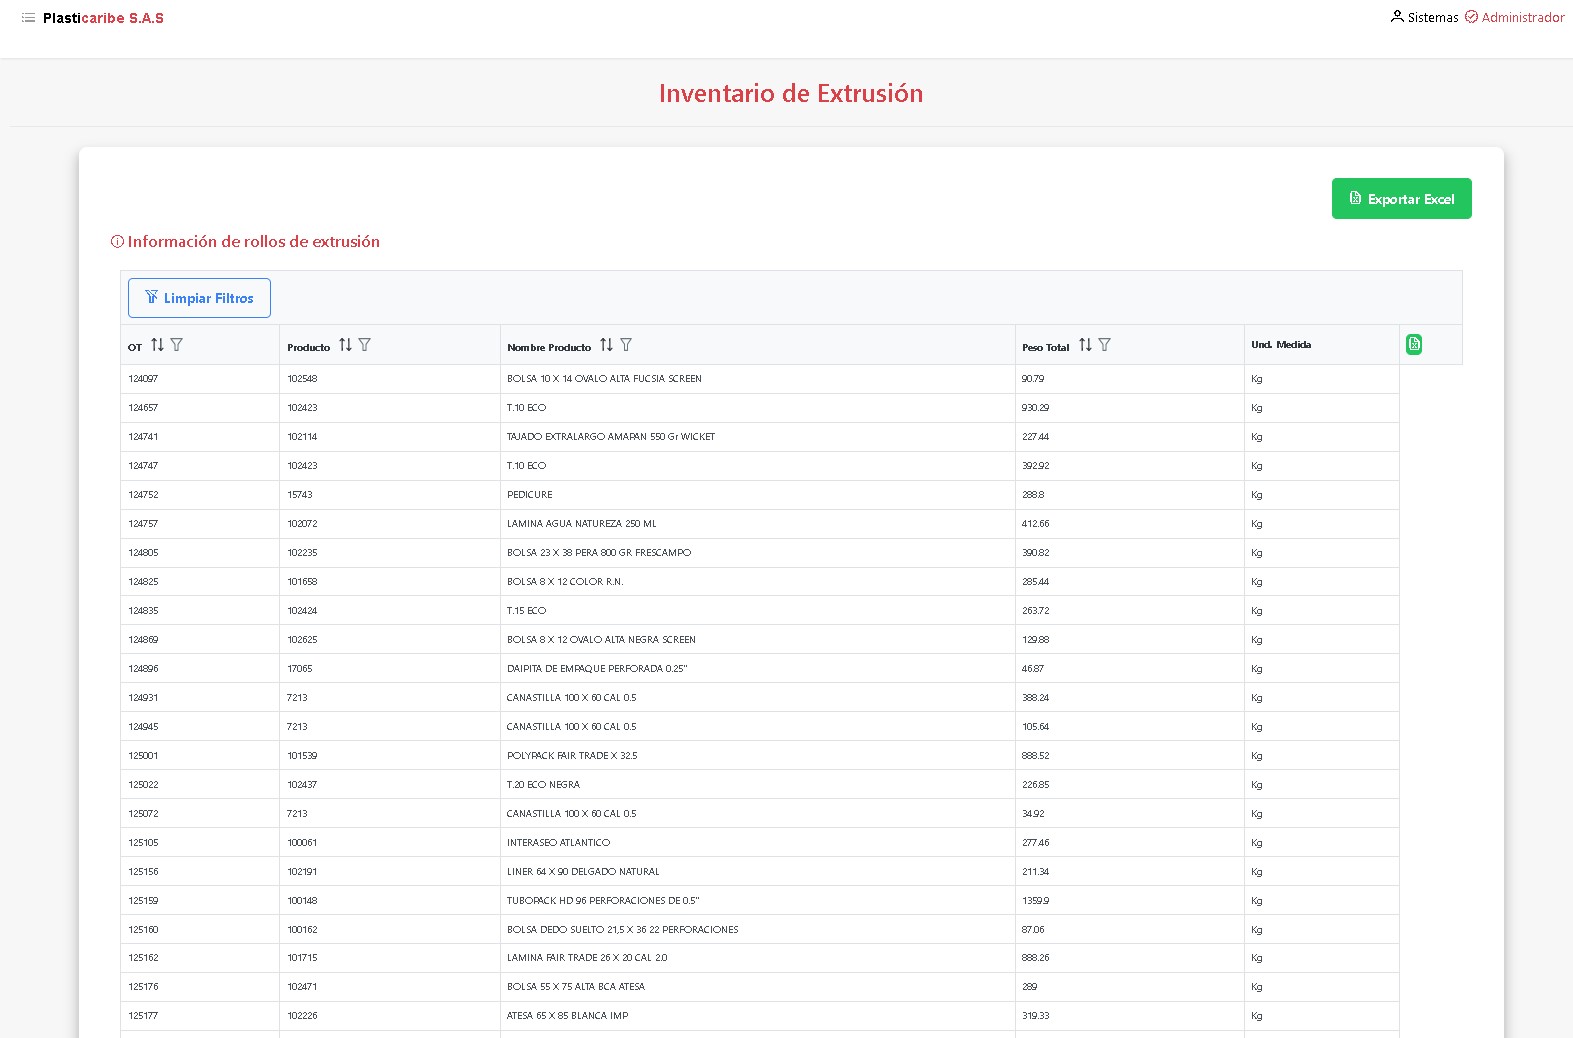 Plasticaribe S.A.S
Sistemas Administrador
Inventario de Extrusión
Exportar Excel
Información de rollos de extrusión
Limpiar Filtros
OT Producto Nombre Producto Peso Total Und. Medida
124097 102548 BOLSA 10 X 14 OVALO ALTA FUCSIA SCREEN 90.79 Kg
124657 102423 T.10 ECO 930.29 Kg
124741 102114 TAJADO EXTRALARGO AMAPAN 550 Gr WICKET 227.44 Kg
124747 102423 T.10 ECO 392.92 Kg
124752 15743 PEDICURE 288.8 Kg
124757 102072 LAMINA AGUA NATUREZA 250 ML 412.66 Kg
124805 102235 BOLSA 23 X 38 PERA 800 GR FRESCAMPO 390.82 Kg
124825 101658 BOLSA 8 X 12 COLOR R.N. 285.44 Kg
124835 102424 T.15 ECO 263.72 Kg
124869 102625 BOLSA 8 X 12 OVALO ALTA NEGRA SCREEN 129.88 Kg
124896 17065 DAIPITA DE EMPAQUE PERFORADA 0.25" 46.87 Kg
124931 7213 CANASTILLA 100 X 60 CAL 0.5 388.24 Kg
124945 7213 CANASTILLA 100 X 60 CAL 0.5 105.64 Kg
125001 101539 POLYPACK FAIR TRADE X 32.5 888.52 Kg
125022 102437 T.20 ECO NEGRA 226.85 Kg
125072 7213 CANASTILLA 100 X 60 CAL 0.5 34.92 Kg
125105 100061 INTERASEO ATLANTICO 277.46 Kg
125156 102191 LINER 64 X 90 DELGADO NATURAL 211.34 Kg
125159 100148 TUBOPACK HD 96 PERFORACIONES DE 0.5" 1359.9 Kg
125160 100162 BOLSA DEDO SUELTO 21,5 X 36 22 PERFORACIONES 87.06 Kg
125162 101715 LAMINA FAIR TRADE 26 X 20 CAL 2.0 888.26 Kg
125176 102471 BOLSA 55 X 75 ALTA BCA ATESA 289 Kg
125177 102226 ATESA 65 X 85 BLANCA IMP 319.33 Kg